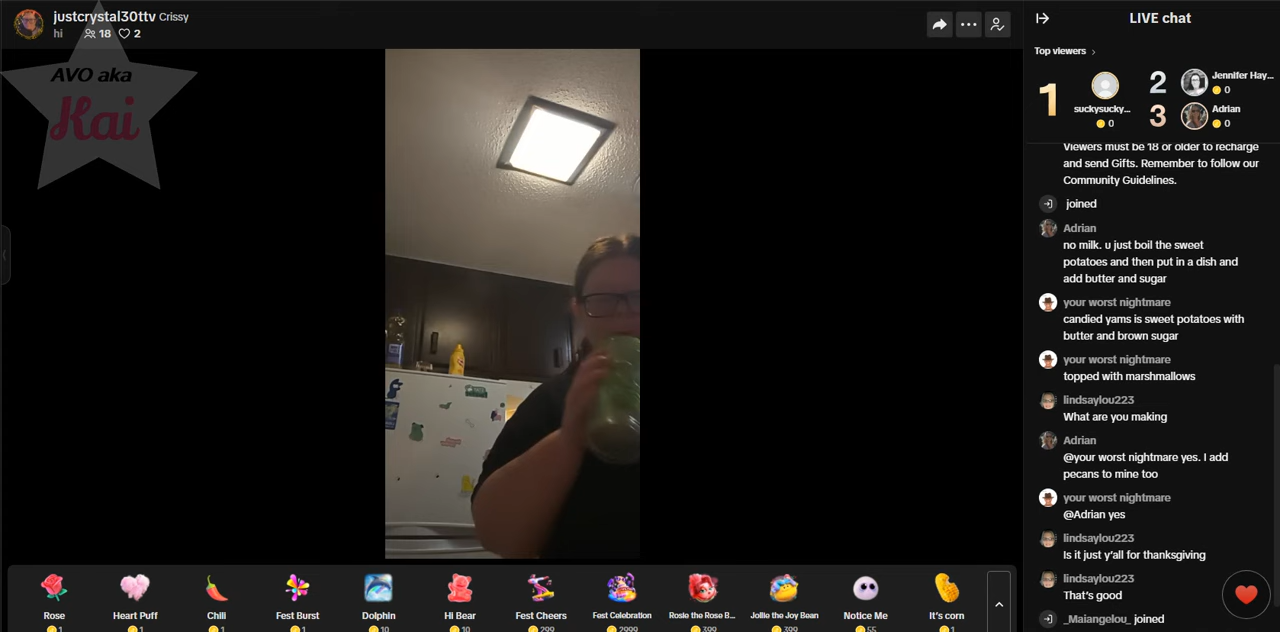 justcrystal30ttv Crissy
hi 18 2
AVO aka
Kai
Rose
Heart Puff
Chili
Fest Burst
Dolphin
Hi Bear
Fest Cheers
Fest Celebration
Rosie the Rose B...
Jollie the Joy Bean
Notice Me
It's corn
1
1
1
1
10
10
299
2999
399
399
55
1
LIVE chat
Top viewers
1
suckysucky...
0
2
Jennifer Hay...
0
3
Adrian
0
Viewers must be 18 or older to recharge
and send Gifts. Remember to follow our
Community Guidelines.
joined
Adrian
no milk. u just boil the sweet
potatoes and then put in a dish and
add butter and sugar
your worst nightmare
candied yams is sweet potatoes with
butter and brown sugar
your worst nightmare
topped with marshmallows
lindsaylou223
What are you making
Adrian
@your worst nightmare yes. I add
pecans to mine too
your worst nightmare
@Adrian yes
lindsaylou223
Is it just y'all for thanksgiving
lindsaylou223
That's good
_Maiangelou_ joined